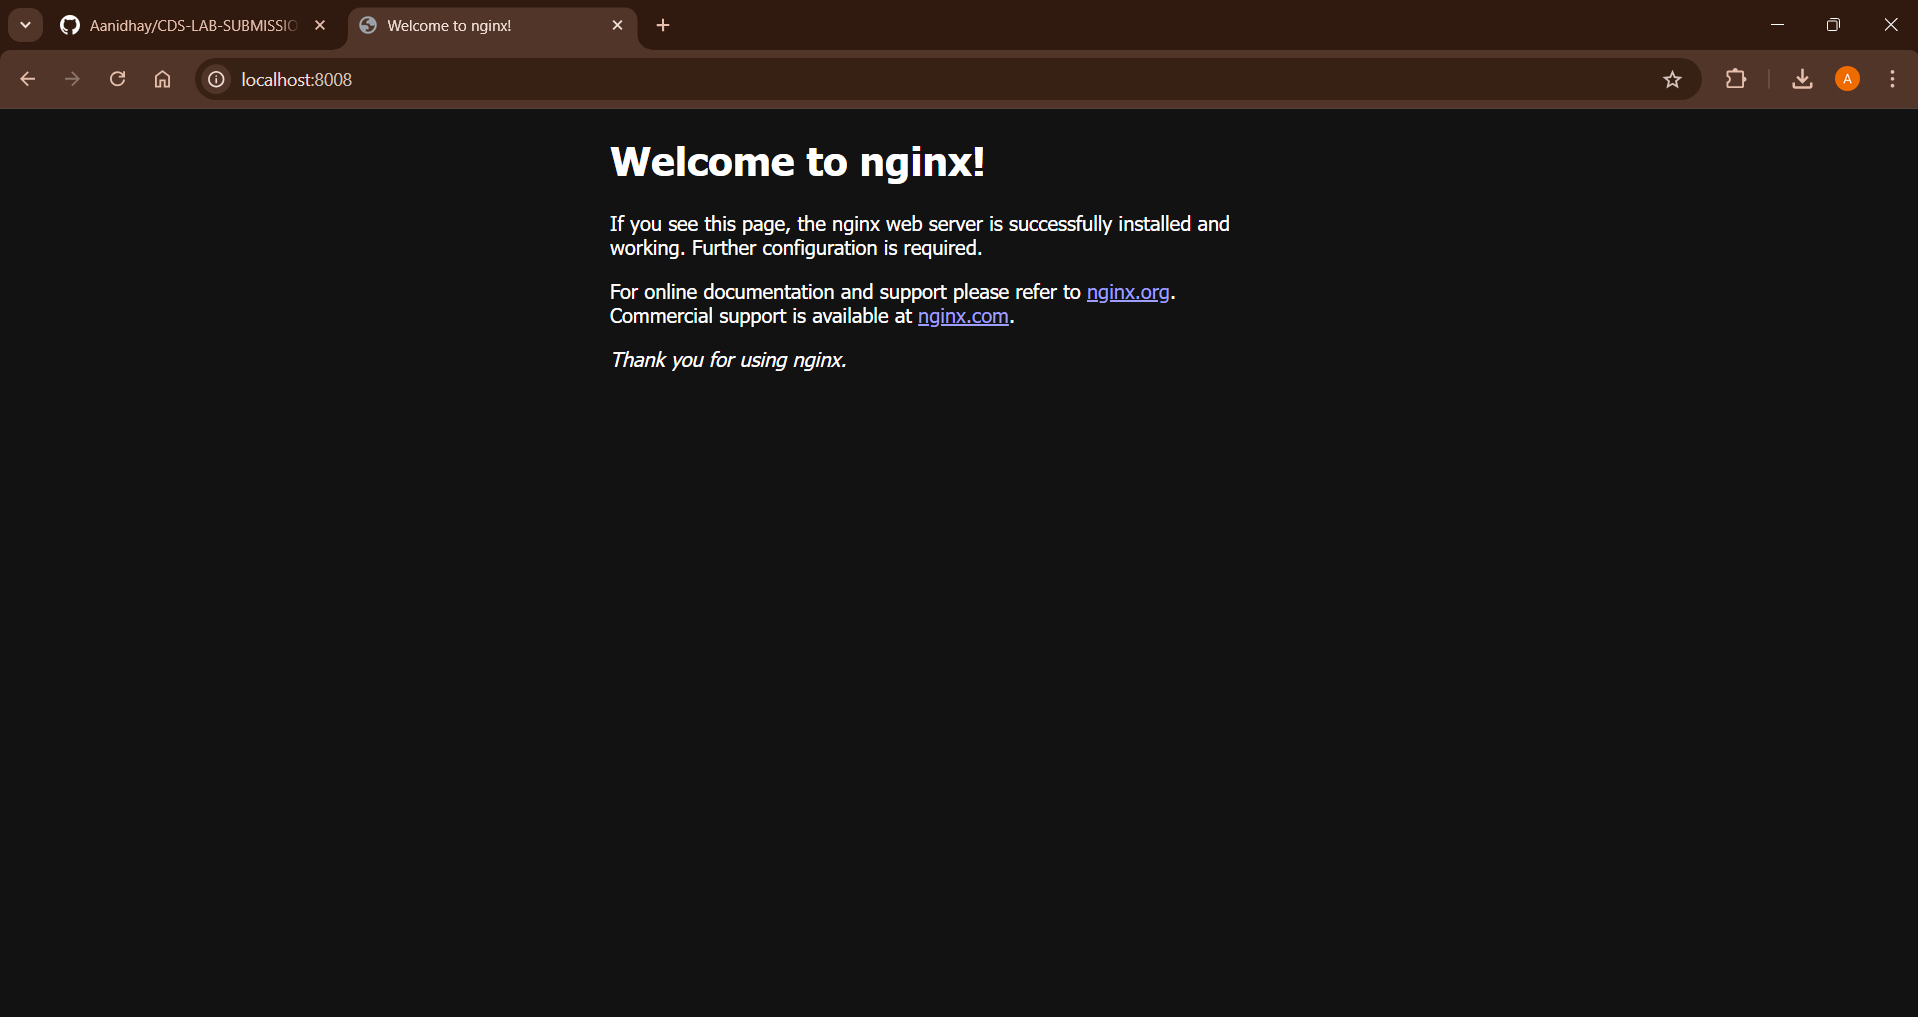 Aanidhay/CDS-LAB-SUBMISSIO
Welcome to nginx!
localhost:8008
A
Welcome to nginx!
If you see this page, the nginx web server is successfully installed and
working. Further configuration is required.
For online documentation and support please refer to nginx.org.
Commercial support is available at nginx.com.
Thank you for using nginx.